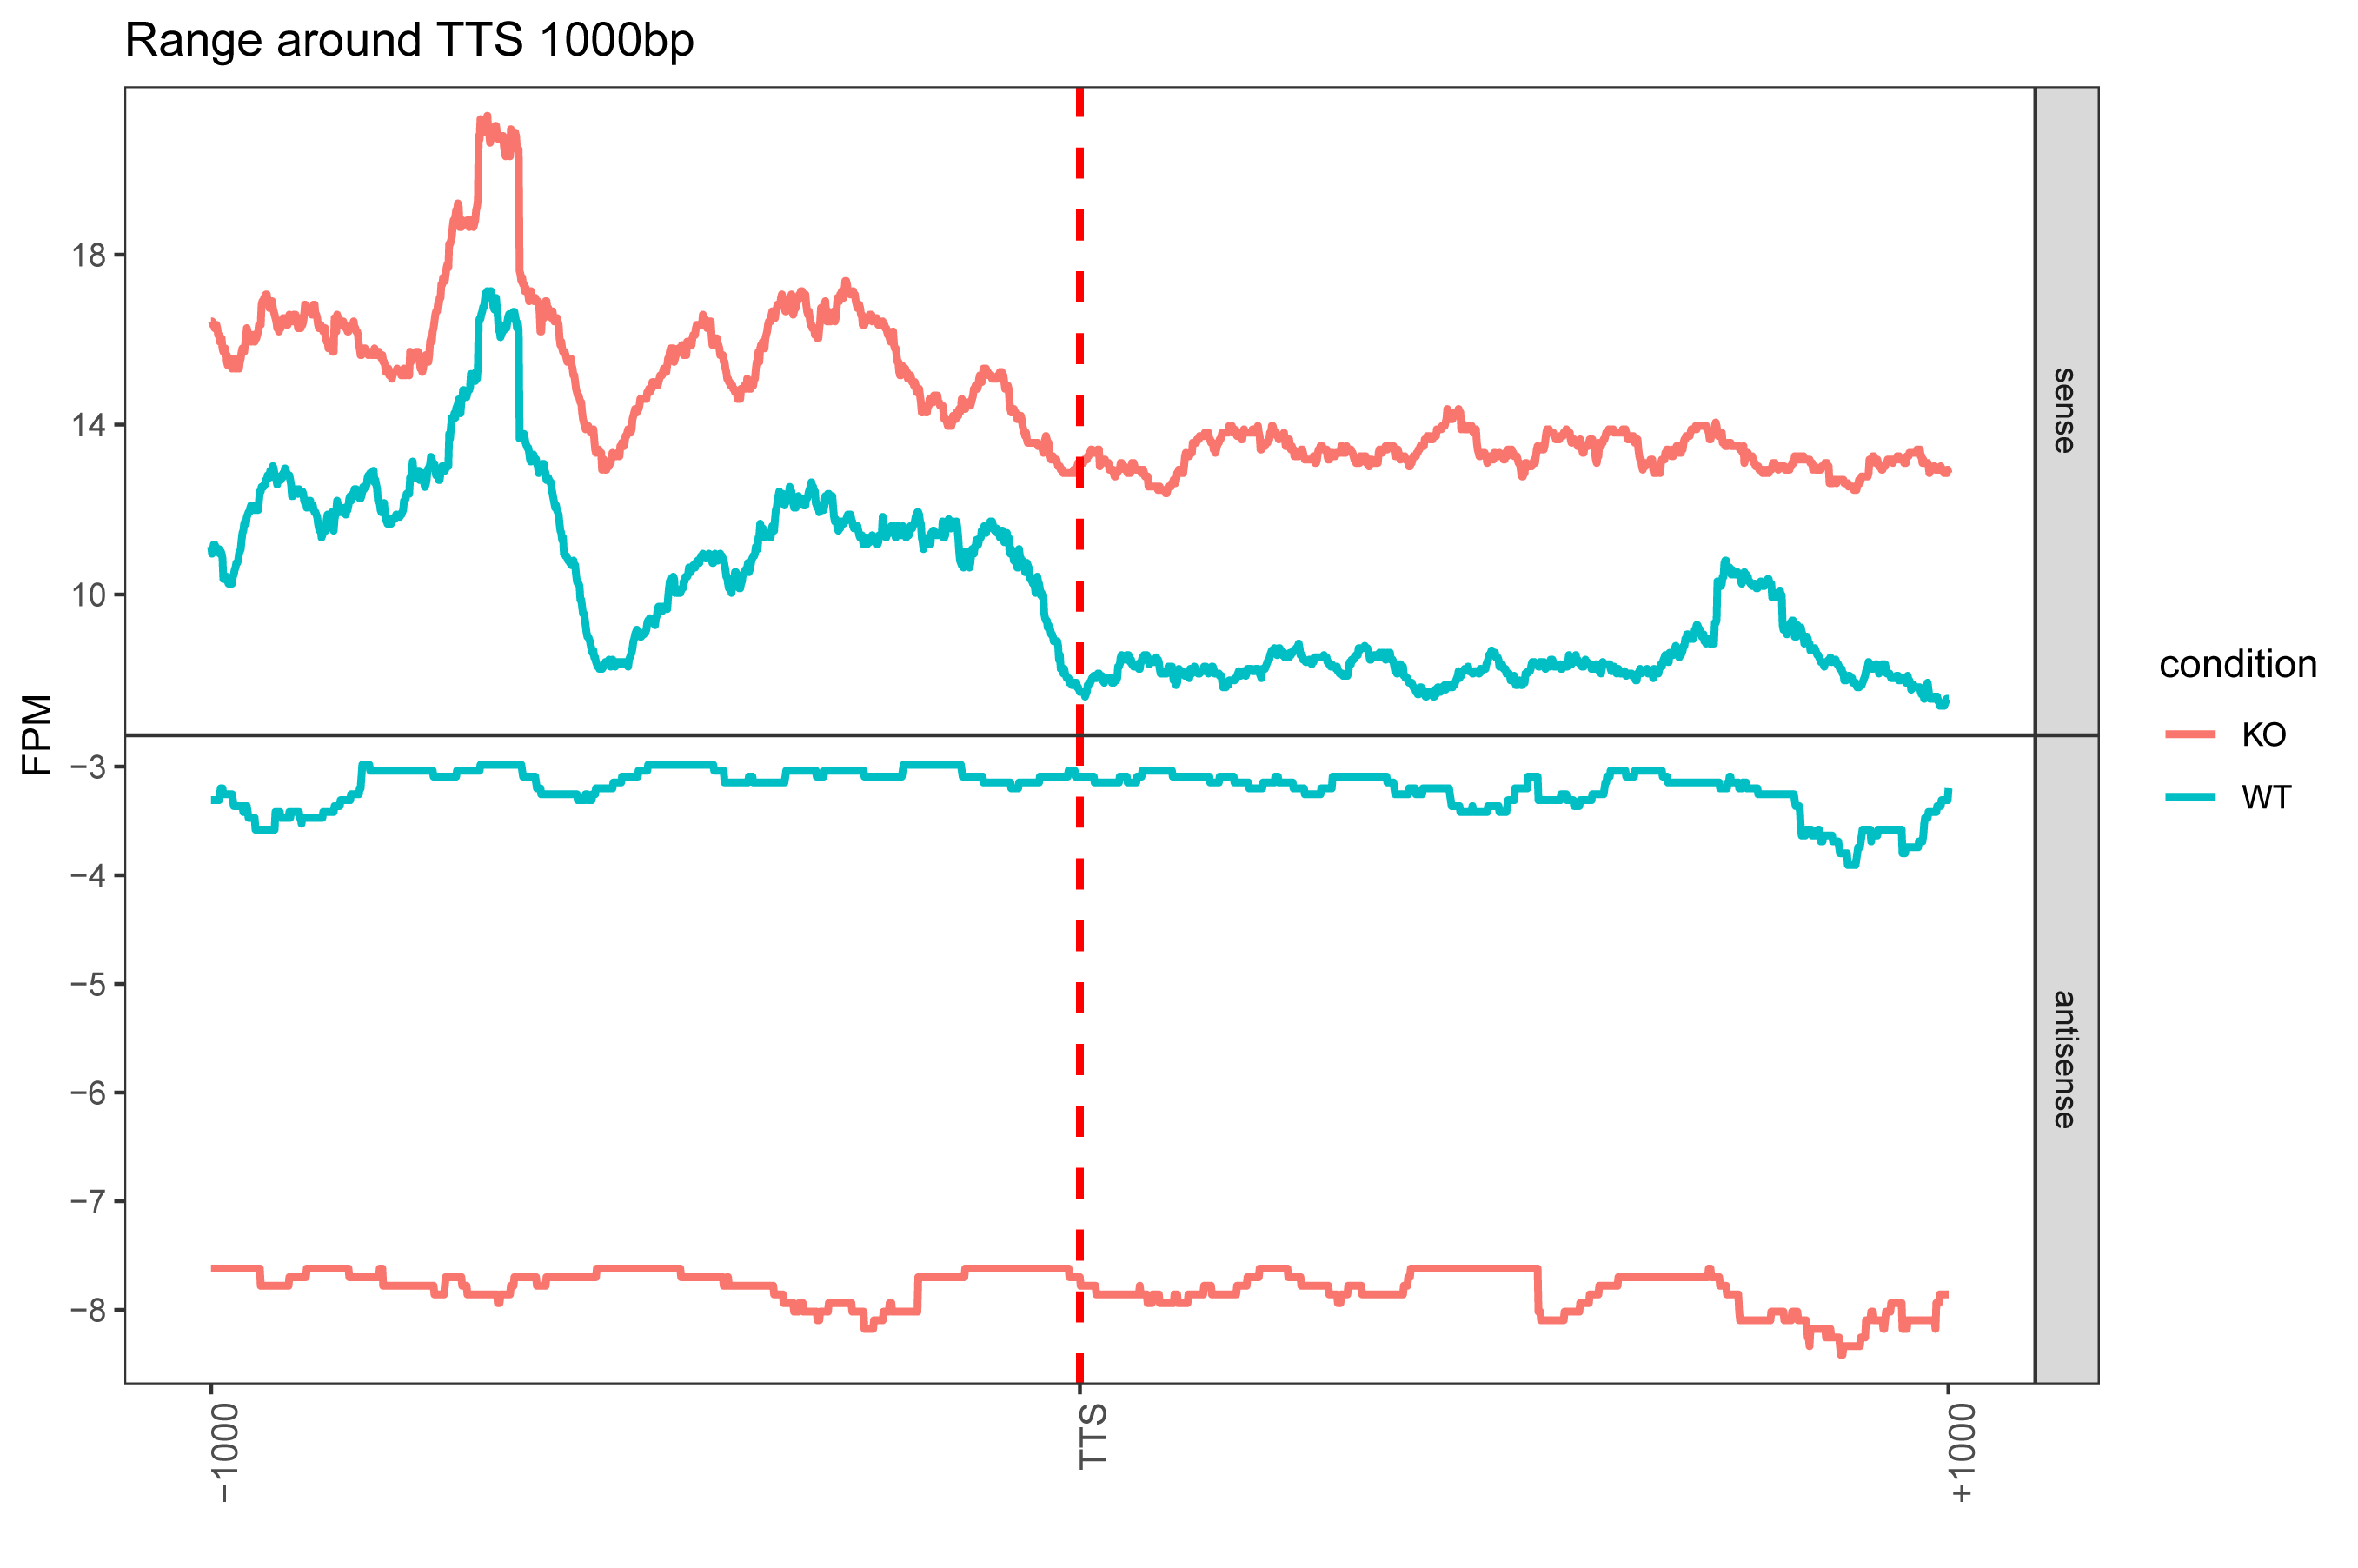 Range around TTS 1000bp
FPM
18
14
10
sense
−3
−4
−5
−6
−7
−8
antisense
−1000
TTS
+1000
condition
KO
WT